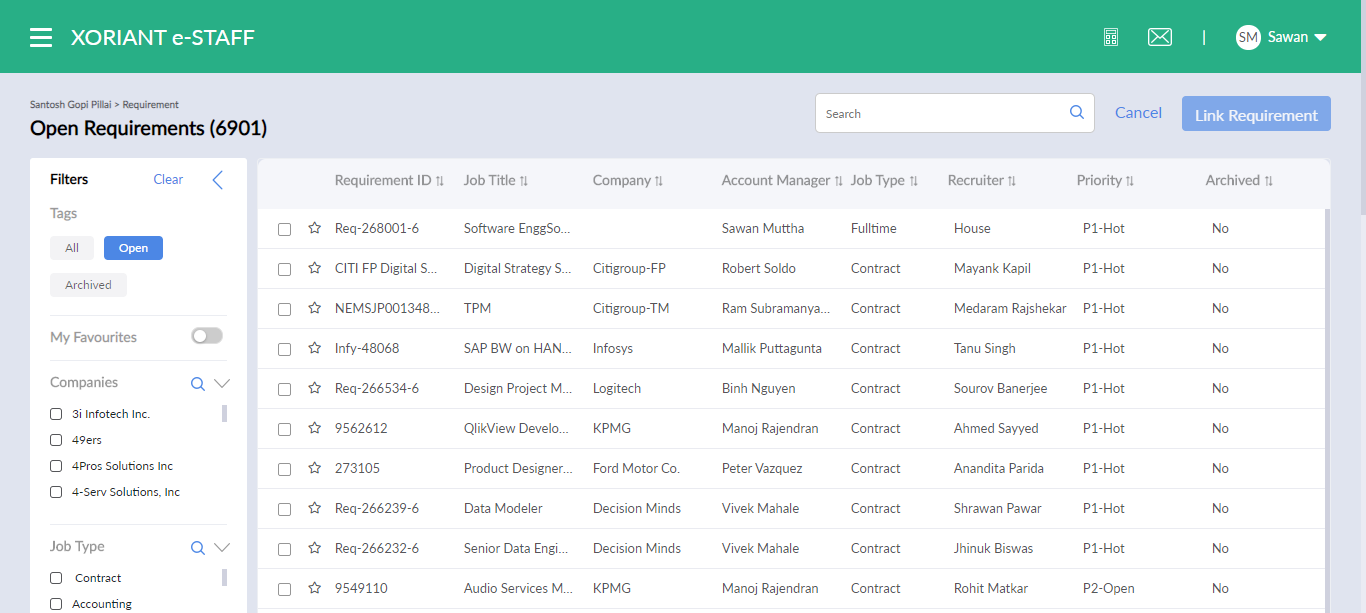 XORIANT e-STAFF | SM Sawan
Santosh Gopi Pillai > Requirement
Open Requirements (6901) Search Cancel Link Requirement
Filters Clear
Tags
All Open
Archived
My Favourites
Companies
3i Infotech Inc.
49ers
4Pros Solutions Inc
4-Serv Solutions, Inc
Job Type
Contract
Accounting
Requirement ID Job Title Company Account Manager Job Type Recruiter Priority Archived
Req-268001-6 Software EnggSo... Sawan Muttha Fulltime House P1-Hot No
CITI FP Digital S... Digital Strategy S... Citigroup-FP Robert Soldo Contract Mayank Kapil P1-Hot No
NEMSJP001348... TPM Citigroup-TM Ram Subramanya... Contract Medaram Rajshekar P1-Hot No
Infy-48068 SAP BW on HAN... Infosys Mallik Puttagunta Contract Tanu Singh P1-Hot No
Req-266534-6 Design Project M... Logitech Binh Nguyen Contract Sourov Banerjee P1-Hot No
9562612 QlikView Develo... KPMG Manoj Rajendran Contract Ahmed Sayyed P1-Hot No
273105 Product Designer... Ford Motor Co. Peter Vazquez Contract Anandita Parida P1-Hot No
Req-266239-6 Data Modeler Decision Minds Vivek Mahale Contract Shrawan Pawar P1-Hot No
Req-266232-6 Senior Data Engi... Decision Minds Vivek Mahale Contract Jhinuk Biswas P1-Hot No
9549110 Audio Services M... KPMG Manoj Rajendran Contract Rohit Matkar P2-Open No